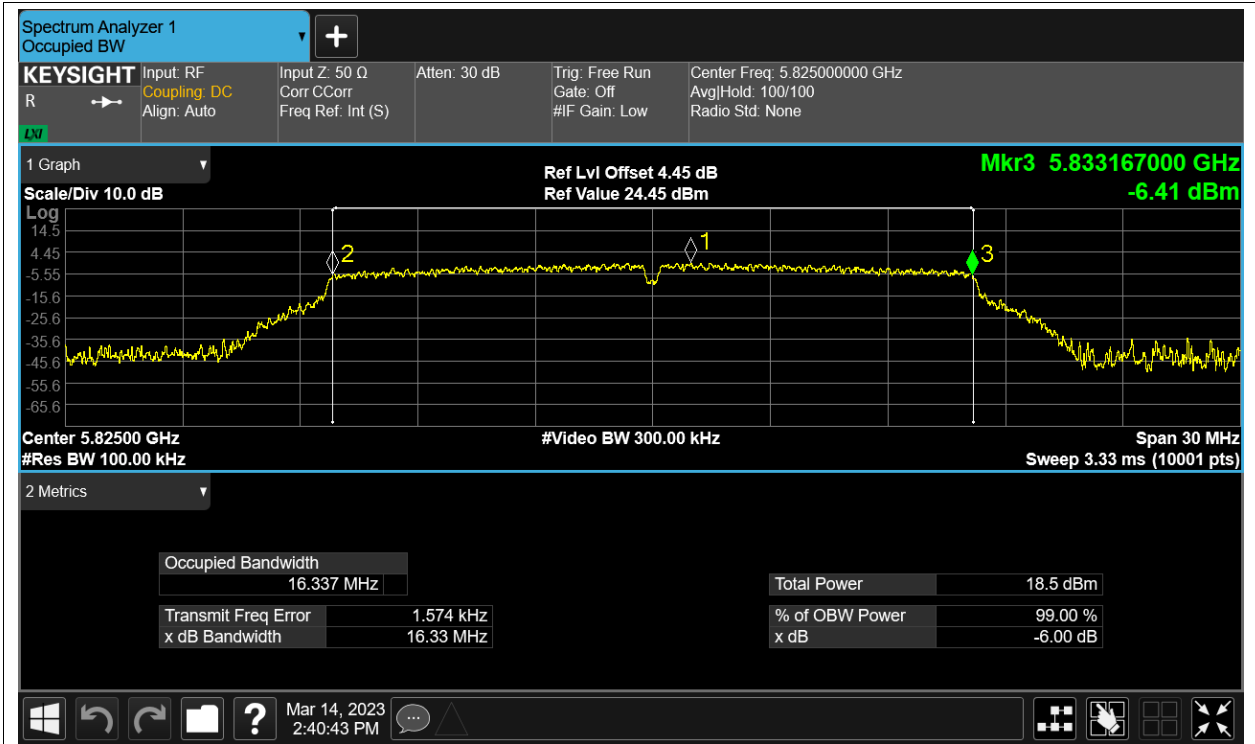 Spectrum Analyzer 1
Occupied BW
KEYSIGHT
R
LXI
Input: RF
Coupling: DC
Align: Auto
Input Z: 50 Ω
Corr CCorr
Freq Ref: Int (S)
Atten: 30 dB
Trig: Free Run
Gate: Off
#IF Gain: Low
Center Freq: 5.825000000 GHz
Avg|Hold: 100/100
Radio Std: None
1 Graph
Scale/Div 10.0 dB
Ref Lvl Offset 4.45 dB
Ref Value 24.45 dBm
Mkr3 5.833167000 GHz
-6.41 dBm
Log
14.5
4.45
-5.55
-15.6
-25.6
-35.6
-45.6
-55.6
-65.6
2
1
3
Center 5.82500 GHz
#Res BW 100.00 kHz
#Video BW 300.00 kHz
Span 30 MHz
Sweep 3.33 ms (10001 pts)
2 Metrics
Occupied Bandwidth
16.337 MHz
Transmit Freq Error 1.574 kHz
x dB Bandwidth 16.33 MHz
Total Power 18.5 dBm
% of OBW Power 99.00 %
x dB -6.00 dB
?
Mar 14, 2023
2:40:43 PM